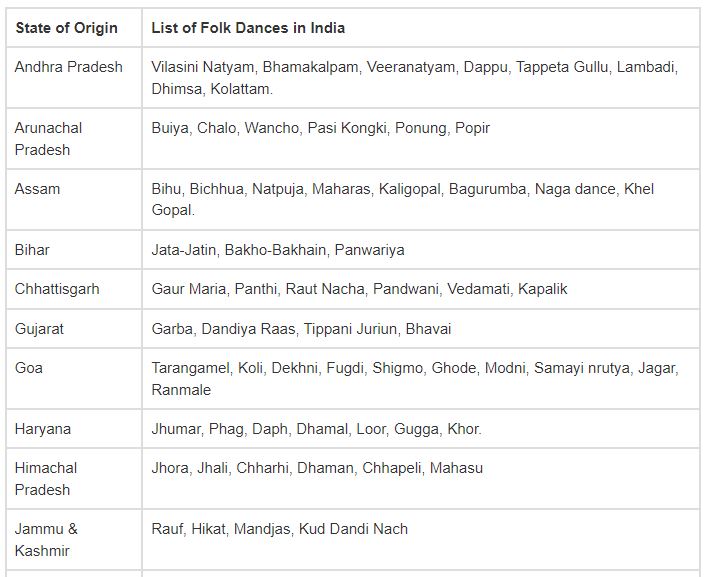 State of Origin List of Folk Dances in India
Andhra Pradesh Vilasini Natyam, Bhamakalpam, Veeranatyam, Dappu, Tappeta Gullu, Lambadi,
Dhimsa, Kolattam.
Arunachal Buiya, Chalo, Wancho, Pasi Kongki, Ponung, Popir
Pradesh
Assam Bihu, Bichhua, Natpuja, Maharas, Kaligopal, Bagurumba, Naga dance, Khel
Gopal.
Bihar Jata-Jatin, Bakho-Bakhain, Panwariya
Chhattisgarh Gaur Maria, Panthi, Raut Nacha, Pandwani, Vedamati, Kapalik
Gujarat Garba, Dandiya Raas, Tippani Juriun, Bhavai
Goa Tarangamel, Koli, Dekhni, Fugdi, Shigmo, Ghode, Modni, Samayi nrutya, Jagar,
Ranmale
Haryana Jhumar, Phag, Daph, Dhamal, Loor, Gugga, Khor.
Himachal Jhora, Jhali, Chharhi, Dhaman, Chhapeli, Mahasu
Pradesh
Jammu & Rauf, Hikat, Mandjas, Kud Dandi Nach
Kashmir